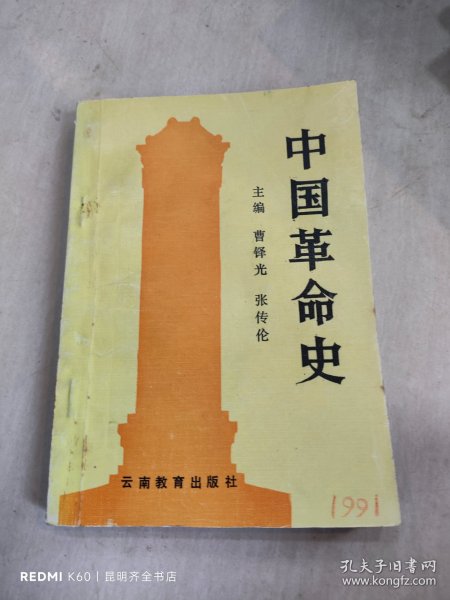 中国革命史
主编 曹铎光 张传伦
云南教育出版社
1991
REDMI K60 | 昆明齐全书店
孔夫子旧书网
www.kongfz.com